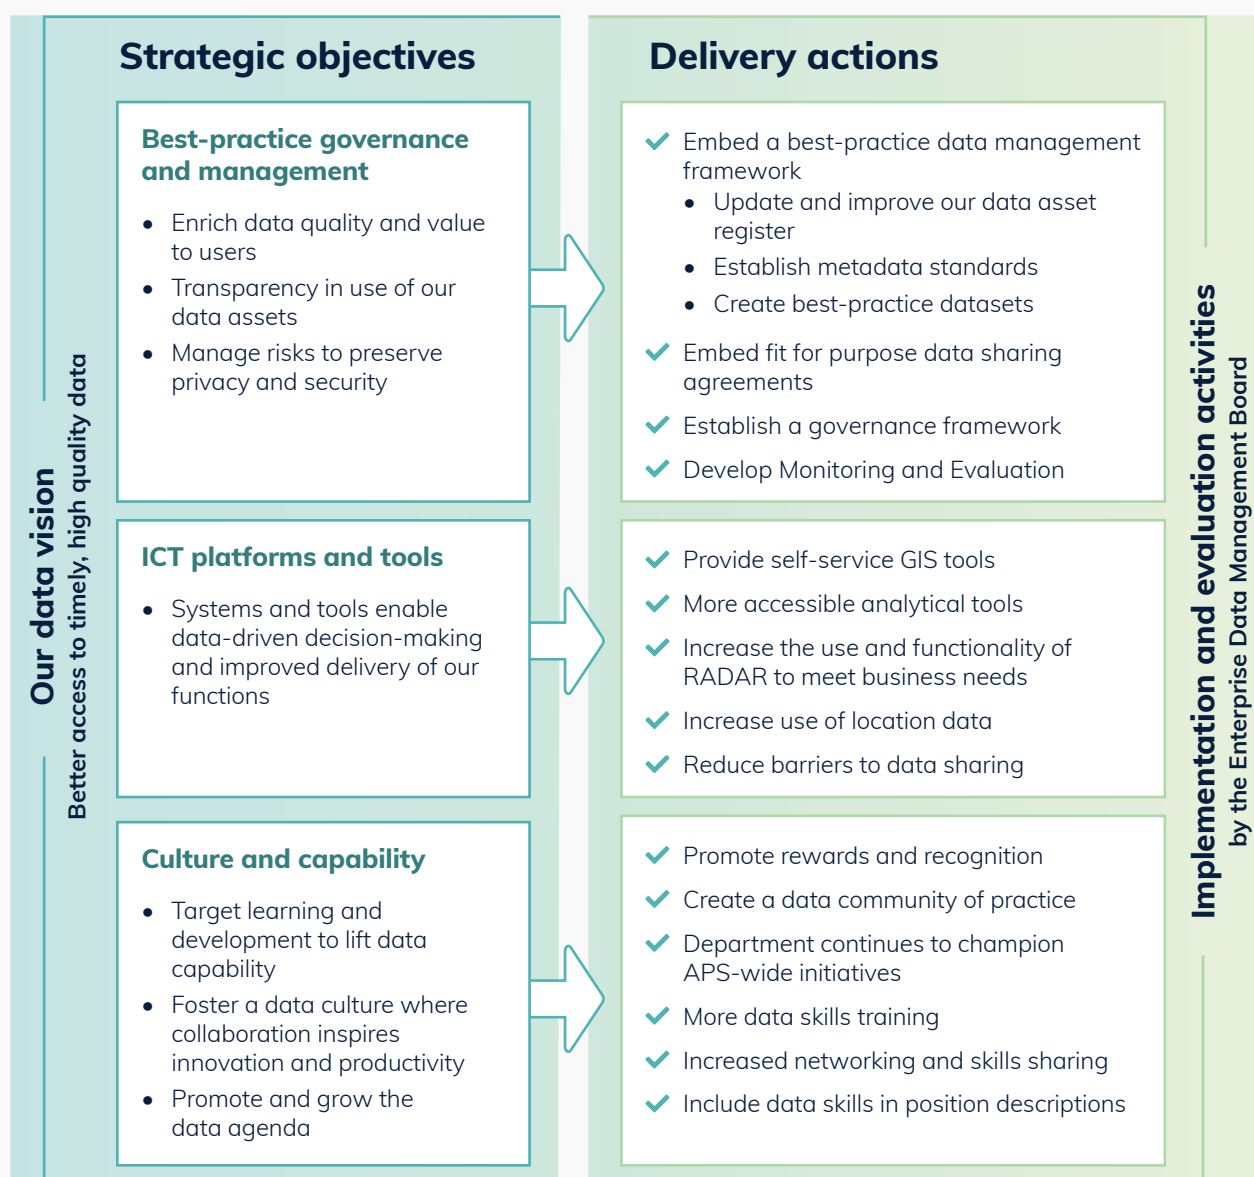 Strategic objectives
Best-practice governance
and management
• Enrich data quality and value
to users
• Transparency in use of our
data assets
• Manage risks to preserve
privacy and security
ICT platforms and tools
• Systems and tools enable
data-driven decision-making
and improved delivery of our
functions
Culture and capability
• Target learning and
development to lift data
capability
• Foster a data culture where
collaboration inspires
innovation and productivity
• Promote and grow the
data agenda
Delivery actions
Embed a best-practice data management
framework
• Update and improve our data asset
register
• Establish metadata standards
• Create best-practice datasets
Embed fit for purpose data sharing
agreements
Establish a governance framework
Develop Monitoring and Evaluation
Provide self-service GIS tools
More accessible analytical tools
Increase the use and functionality of
RADAR to meet business needs
Increase use of location data
Reduce barriers to data sharing
Promote rewards and recognition
Create a data community of practice
Department continues to champion
APS-wide initiatives
More data skills training
Increased networking and skills sharing
Include data skills in position descriptions
Our data vision
Better access to timely, high quality data
Implementation and evaluation activities
by the Enterprise Data Management Board